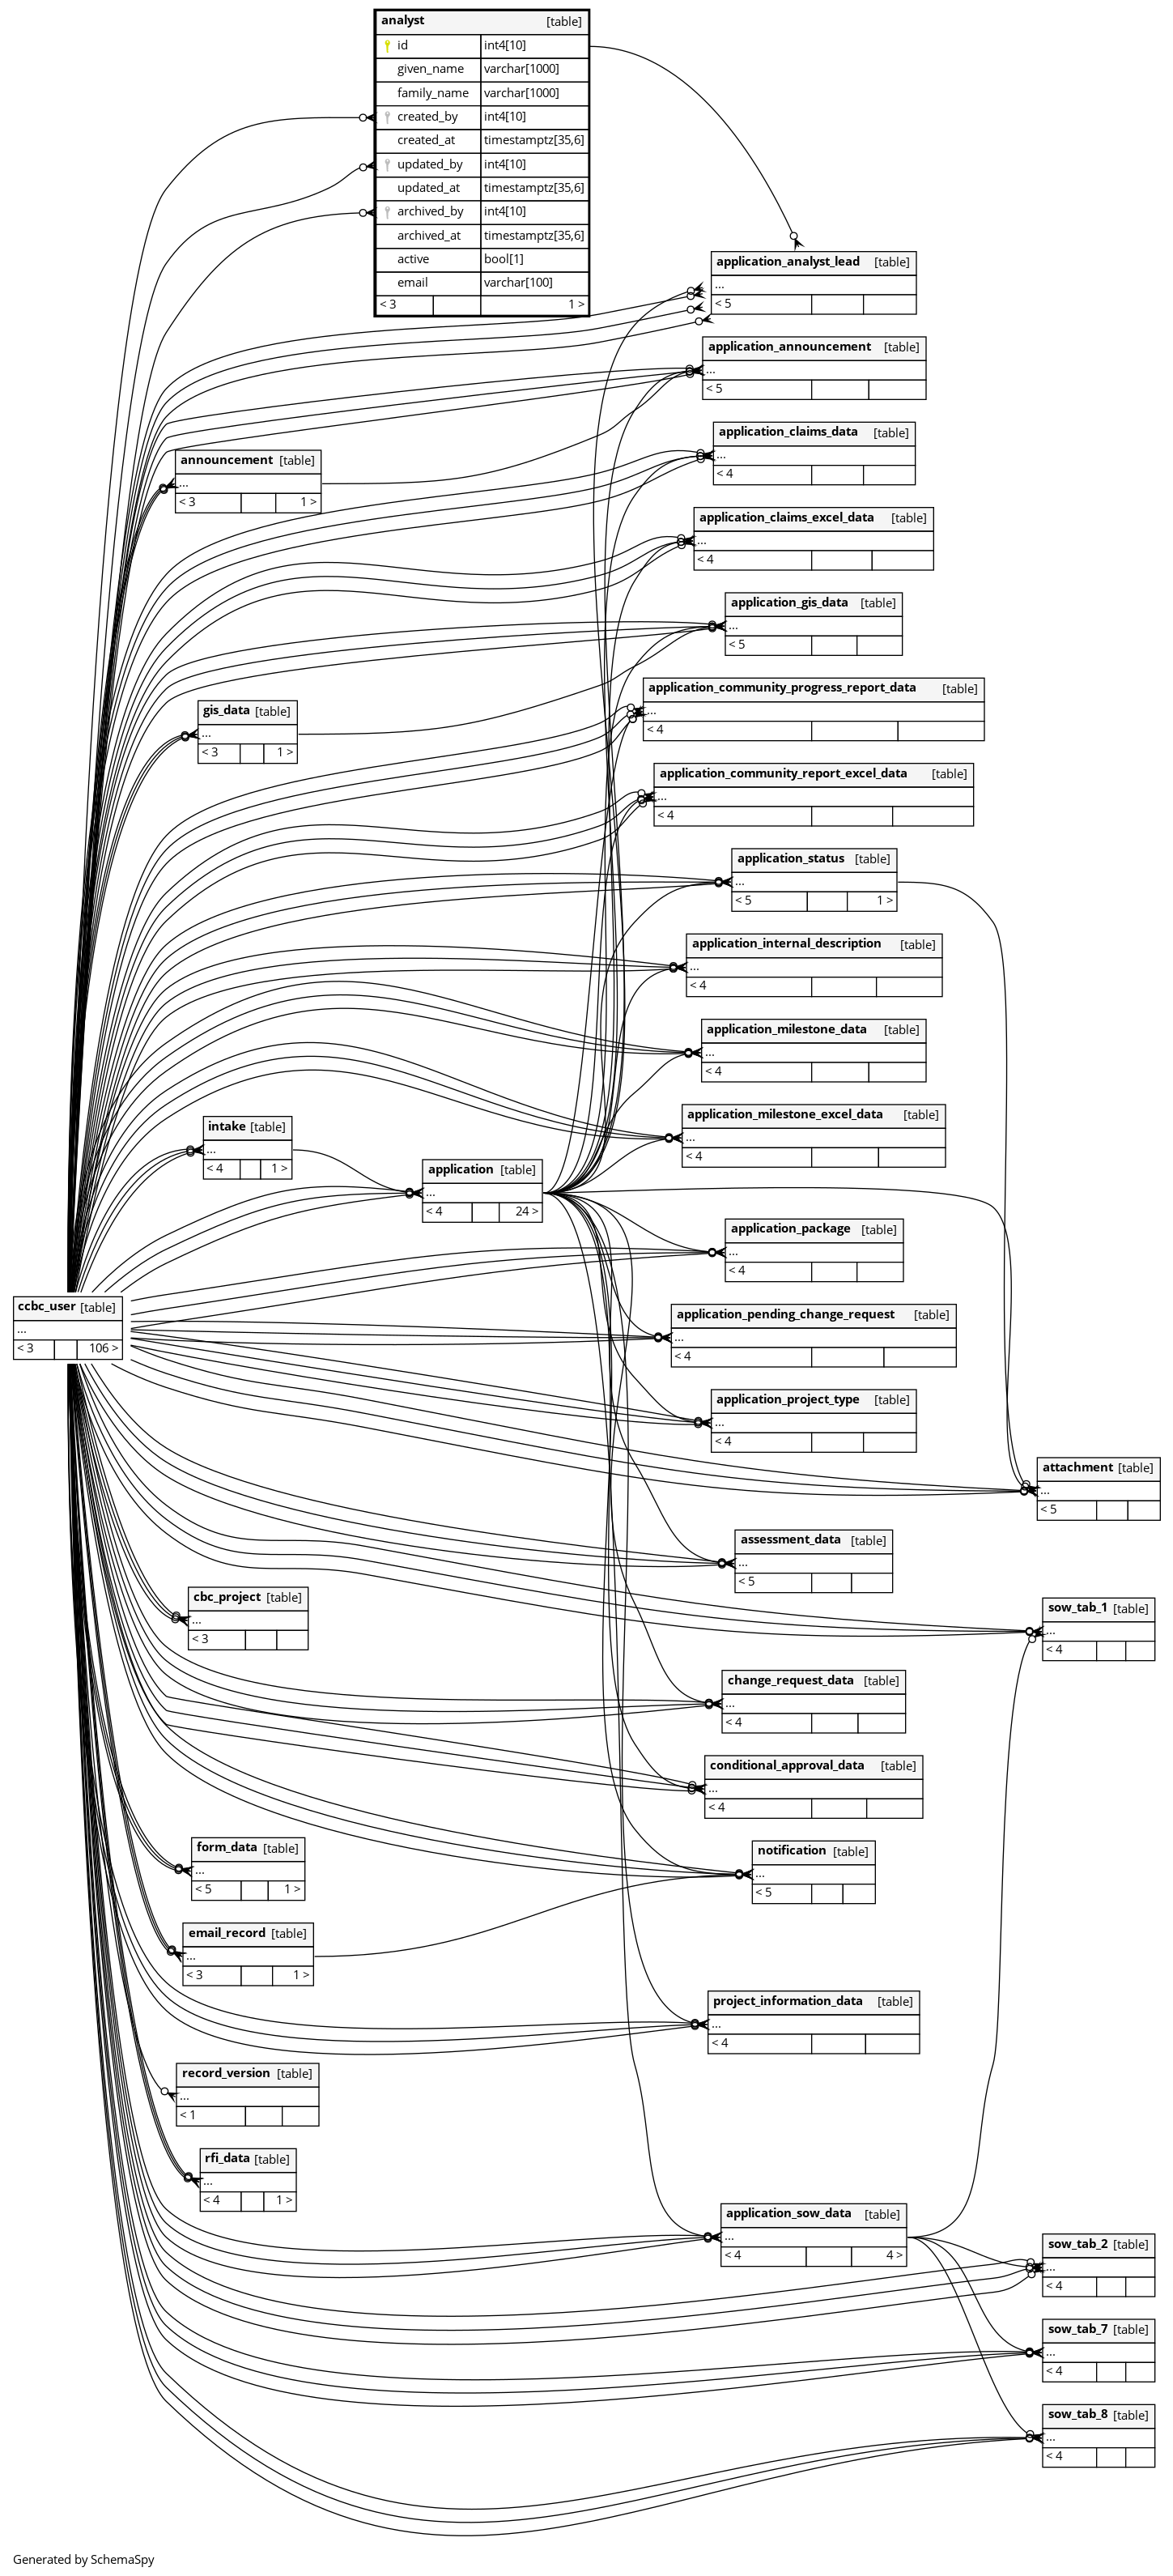 analyst [table]
id int4[10]
given_name varchar[1000]
family_name varchar[1000]
created_by int4[10]
created_at timestamptz[35,6]
updated_by int4[10]
updated_at timestamptz[35,6]
archived_by int4[10]
archived_at timestamptz[35,6]
active bool[1]
email varchar[100]
< 3 1 >
application_analyst_lead [table]
...
< 5
application_announcement [table]
...
< 5
application_claims_data [table]
...
< 4
announcement [table]
...
< 3 1 >
application_claims_excel_data [table]
...
< 4
application_gis_data [table]
...
< 5
application_community_progress_report_data [table]
...
< 4
gis_data [table]
...
< 3 1 >
application_community_report_excel_data [table]
...
< 4
application_status [table]
...
< 5 1 >
application_internal_description [table]
...
< 4
application_milestone_data [table]
...
< 4
application_milestone_excel_data [table]
...
< 4
intake [table]
...
< 4 1 >
application [table]
...
< 4 24 >
application_package [table]
...
< 4
ccbc_user [table]
...
< 3 106 >
application_pending_change_request [table]
...
< 4
application_project_type [table]
...
< 4
attachment [table]
...
< 5
assessment_data [table]
...
< 5
cbc_project [table]
...
< 3
sow_tab_1 [table]
...
< 4
change_request_data [table]
...
< 4
conditional_approval_data [table]
...
< 4
form_data [table]
...
< 5 1 >
notification [table]
...
< 5
email_record [table]
...
< 3 1 >
project_information_data [table]
...
< 4
record_version [table]
...
< 1
rfi_data [table]
...
< 4 1 >
application_sow_data [table]
...
< 4 4 >
sow_tab_2 [table]
...
< 4
sow_tab_7 [table]
...
< 4
sow_tab_8 [table]
...
< 4
Generated by SchemaSpy